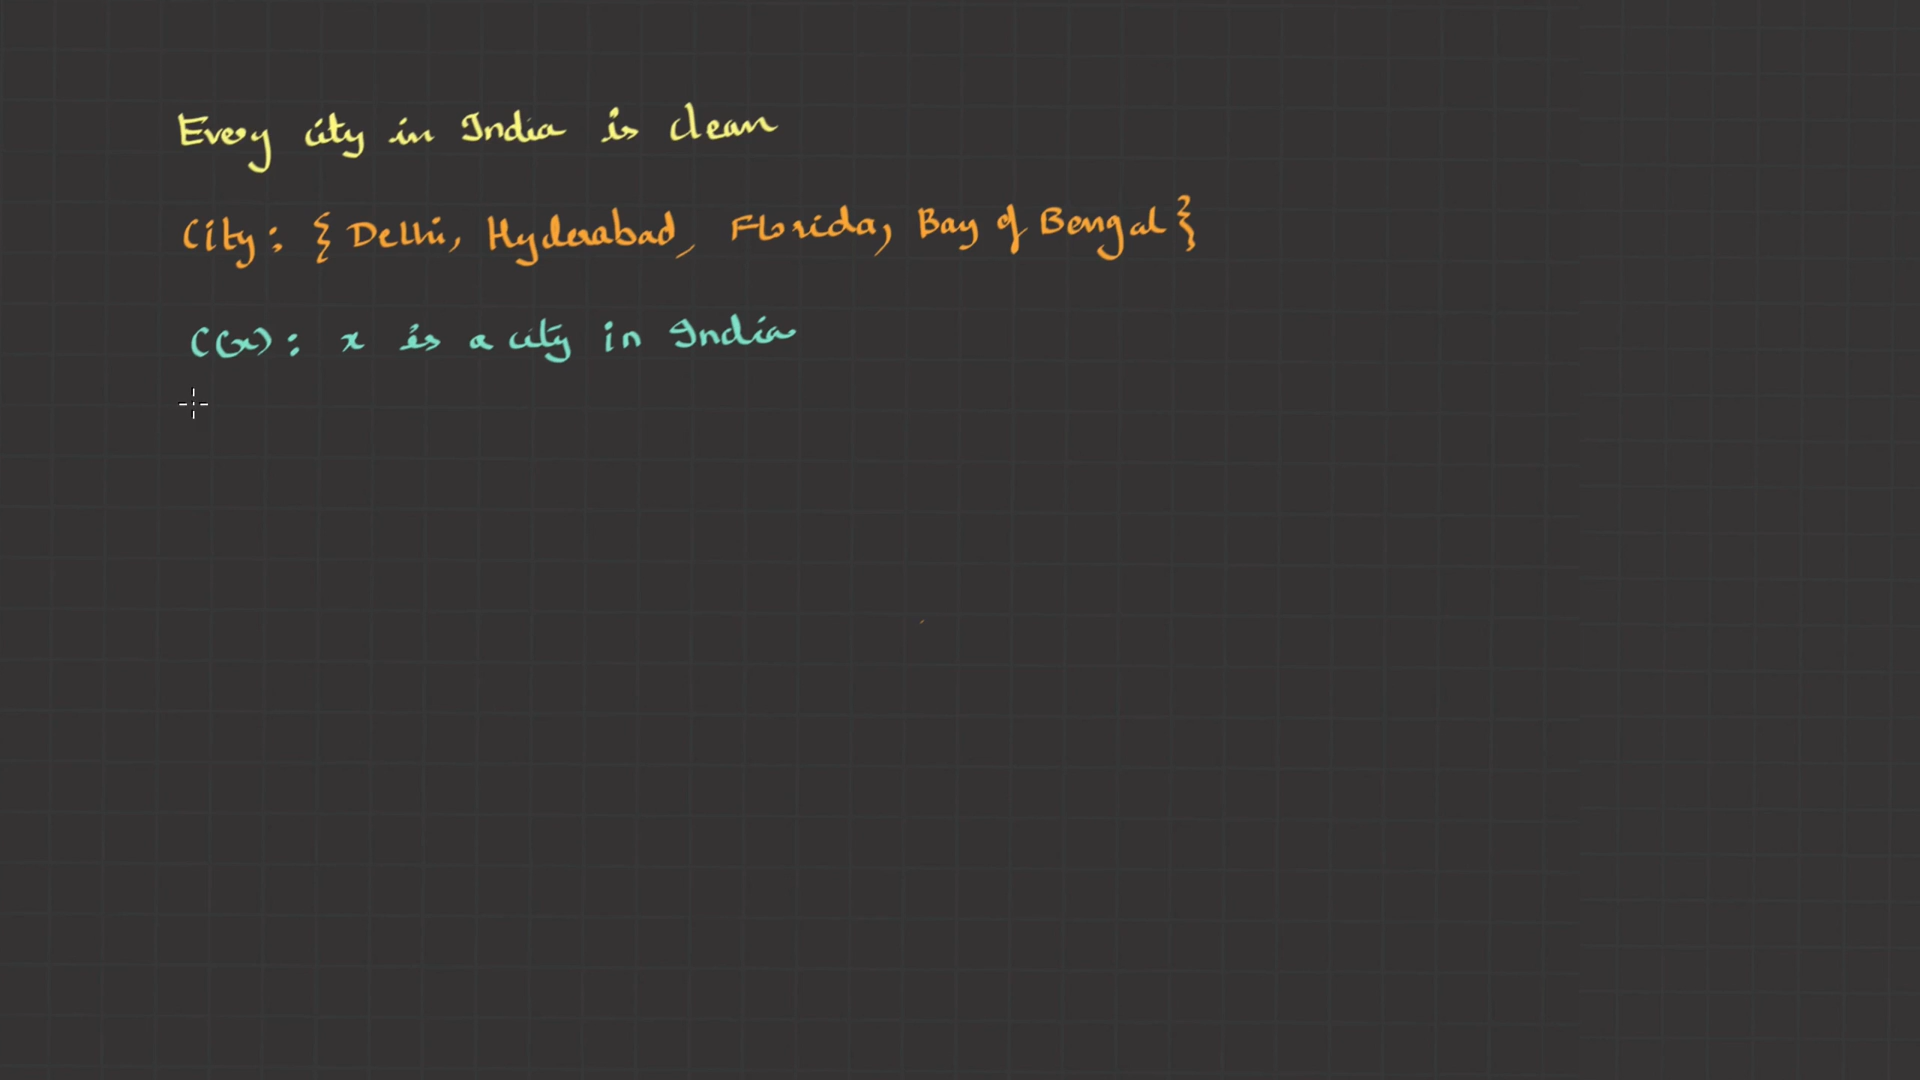 Every city in India is clean
City: {Delhi, Hyderabad, Florida, Bay of Bengal}
C(x): x is a city in India